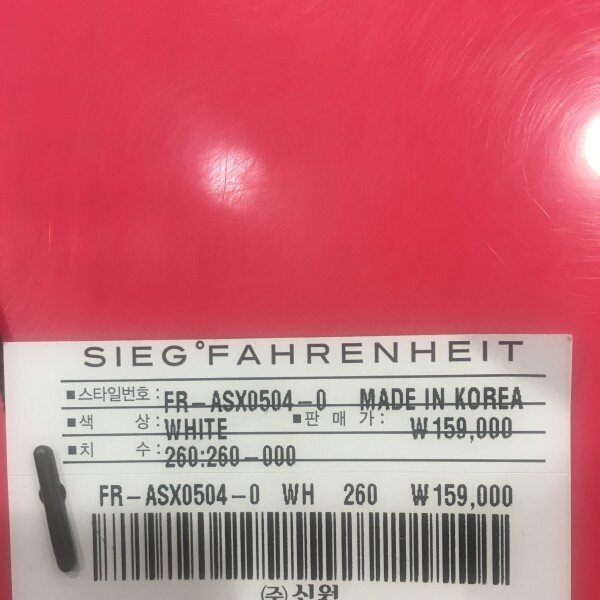 SIEG°FAHRENHEIT
■스타일번호: FR-ASX0504-0 MADE IN KOREA
■색 상: WHITE ■판 매 가: ₩159,000
■치 수: 260:260-000
FR-ASX0504-0 WH 260 ₩159,000
㈜신원